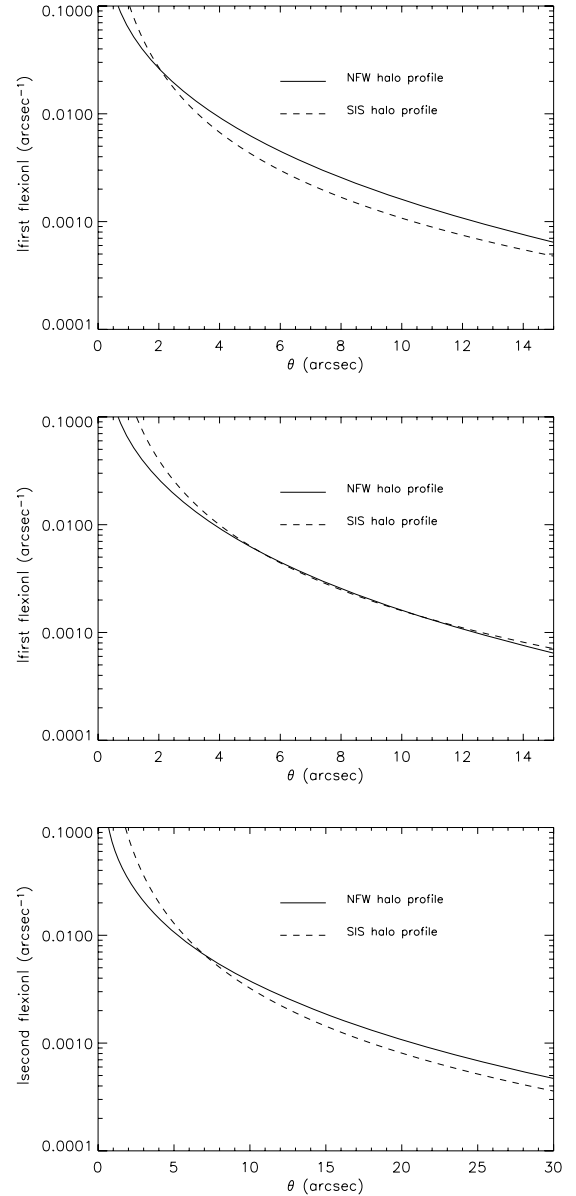 0.1000
0.0100
0.0010
0.0001
|first flexion| (arcsec⁻¹)
NFW halo profile
SIS halo profile
0 2 4 6 8 10 12 14
θ (arcsec)
0.1000
0.0100
0.0010
0.0001
|first flexion| (arcsec⁻¹)
NFW halo profile
SIS halo profile
0 2 4 6 8 10 12 14
θ (arcsec)
0.1000
0.0100
0.0010
0.0001
|second flexion| (arcsec⁻¹)
NFW halo profile
SIS halo profile
0 5 10 15 20 25 30
θ (arcsec)